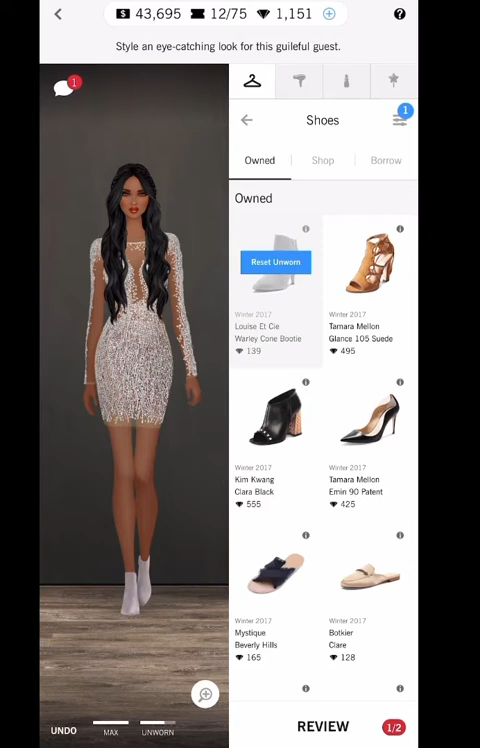 $ 43,695 12/75 1,151
?
Style an eye-catching look for this guileful guest.
1
1
Shoes
Owned Shop Borrow
Owned
Reset Unworn
Winter 2017
Louise Et Cie
Warley Cone Bootie
139
Winter 2017
Tamara Mellon
Glance 105 Suede
495
Winter 2017
Kim Kwang
Clara Black
555
Winter 2017
Tamara Mellon
Emin 90 Patent
425
Winter 2017
Mystique
Beverly Hills
165
Winter 2017
Botkier
Clare
128
UNDO MAX UNWORN
REVIEW 1/2